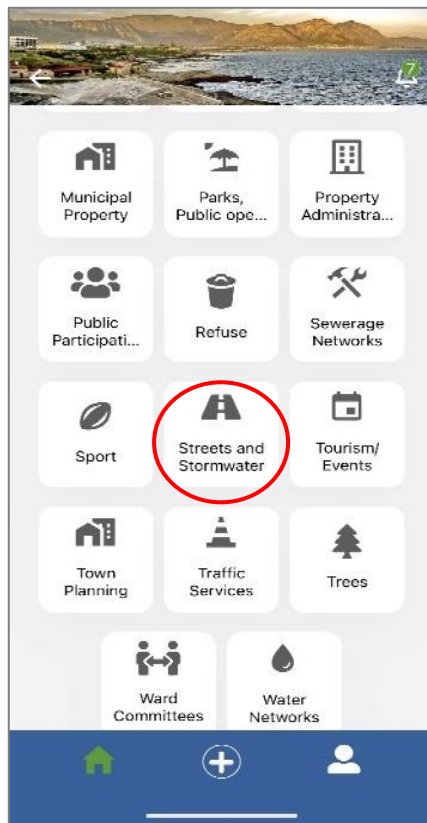 7
Municipal
Property
Parks,
Public ope...
Property
Administra...
Public
Participati...
Refuse
Sewerage
Networks
Sport
Streets and
Stormwater
Tourism/
Events
Town
Planning
Traffic
Services
Trees
Ward
Committees
Water
Networks